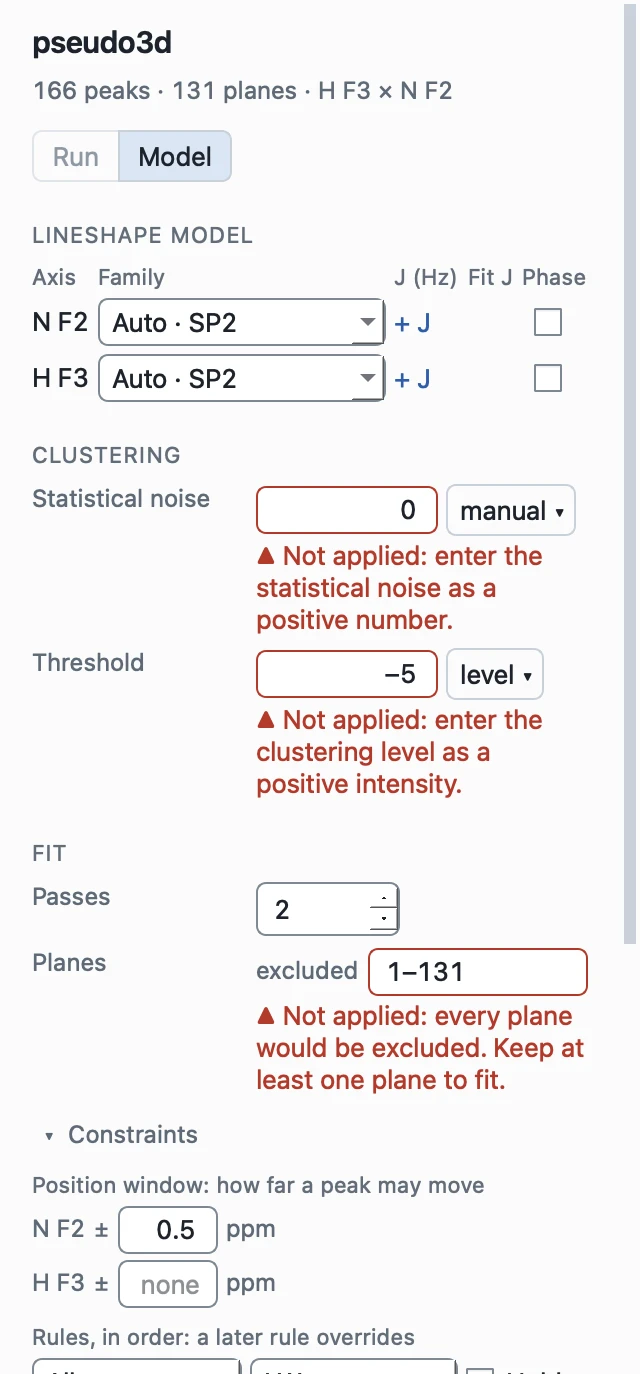 pseudo3d
166 peaks · 131 planes · H F3 × N F2
Run Model
LINESHAPE MODEL
Axis Family J (Hz) Fit J Phase
N F2 Auto · SP2 + J
H F3 Auto · SP2 + J
CLUSTERING
Statistical noise 0 manual ▾
▲ Not applied: enter the
statistical noise as a
positive number.
Threshold −5 level ▾
▲ Not applied: enter the
clustering level as a
positive intensity.
FIT
Passes 2
Planes excluded 1–131
▲ Not applied: every plane
would be excluded. Keep at
least one plane to fit.
▾ Constraints
Position window: how far a peak may move
N F2 ± 0.5 ppm
H F3 ± none ppm
Rules, in order: a later rule overrides